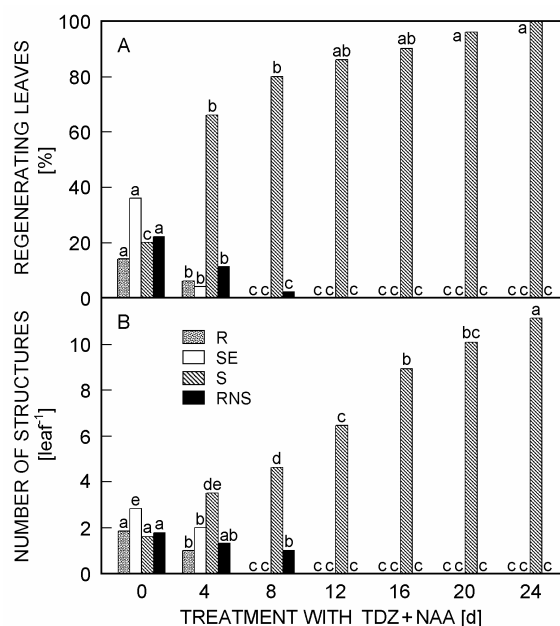 100
A
80
60
40
20
0
REGENERATING LEAVES
[%]
a
a
c
a
b
b
b
b
c c
b
c
c c
ab
c
c c
ab
c
c c
a
c
c c
a
c
B
R
SE
S
RNS
10
8
6
4
2
0
NUMBER OF STRUCTURES
[leaf-1]
a
e
a
a
b
b
de
ab
c c
d
b
c c
c
c
c c
b
c
c c
bc
c
c c
a
c
0 4 8 12 16 20 24
TREATMENT WITH TDZ+NAA [d]